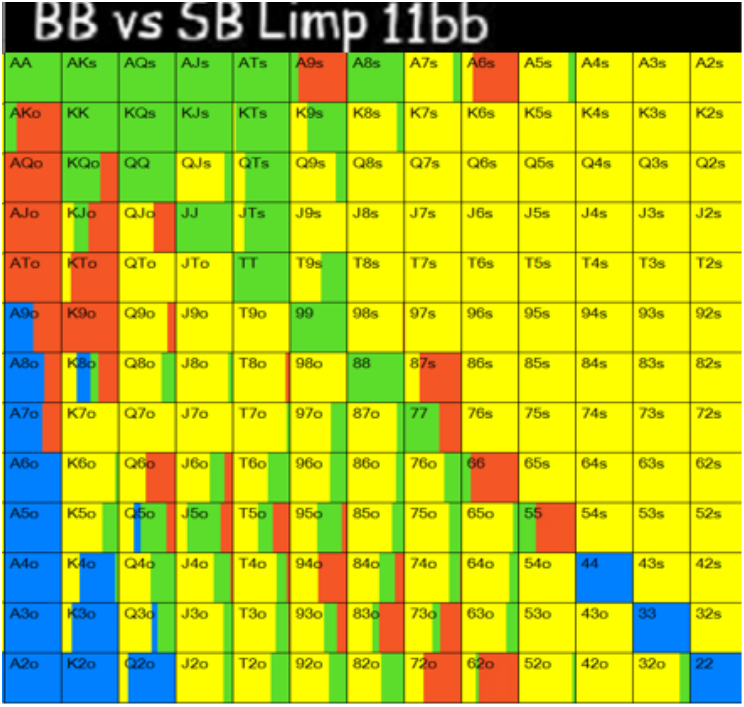 BB vs SB Limp 11bb
AA AKs AQs AJs ATs A9s A8s A7s A6s A5s A4s A3s A2s
AKo KK KQs KJs KTs K9s K8s K7s K6s K5s K4s K3s K2s
AQo KQo QQ QJs QTs Q9s Q8s Q7s Q6s Q5s Q4s Q3s Q2s
AJo KJo QJo JJ JTs J9s J8s J7s J6s J5s J4s J3s J2s
ATo KTo QTo JTo TT T9s T8s T7s T6s T5s T4s T3s T2s
A9o K9o Q9o J9o T9o 99 98s 97s 96s 95s 94s 93s 92s
A8o K8o Q8o J8o T8o 98o 88 87s 86s 85s 84s 83s 82s
A7o K7o Q7o J7o T7o 97o 87o 77 76s 75s 74s 73s 72s
A6o K6o Q6o J6o T6o 96o 86o 76o 66 65s 64s 63s 62s
A5o K5o Q5o J5o T5o 95o 85o 75o 65o 55 54s 53s 52s
A4o K4o Q4o J4o T4o 94o 84o 74o 64o 54o 44 43s 42s
A3o K3o Q3o J3o T3o 93o 83o 73o 63o 53o 43o 33 32s
A2o K2o Q2o J2o T2o 92o 82o 72o 62o 52o 42o 32o 22